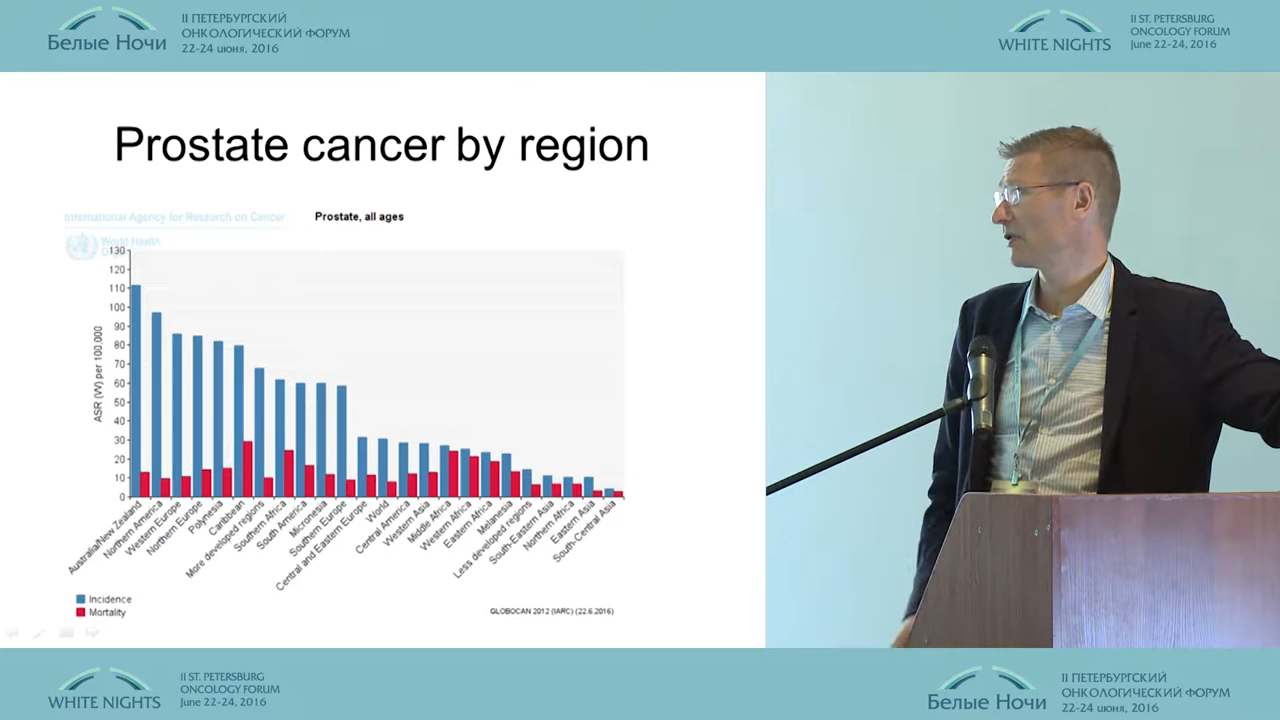 Белые Ночи
II ПЕТЕРБУРГСКИЙ
ОНКОЛОГИЧЕСКИЙ ФОРУМ
22-24 июня, 2016
WHITE NIGHTS
II ST. PETERSBURG
ONCOLOGY FORUM
June 22-24, 2016
Prostate cancer by region
International Agency for Research on Cancer
World Health
Prostate, all ages
130
120
110
100
90
80
70
60
50
40
30
20
10
0
ASR (W) per 100,000
Australia/New Zealand
Northern America
Western Europe
Northern Europe
Polynesia
Caribbean
More developed regions
Southern Africa
South America
Micronesia
Southern Europe
Central and Eastern Europe
World
Central America
Western Asia
Middle Africa
Western Africa
Eastern Africa
Melanesia
Less developed regions
South-Eastern Asia
Northern Africa
Eastern Asia
South-Central Asia
Incidence
Mortality
GLOBOCAN 2012 (IARC) (22.6.2016)
WHITE NIGHTS
II ST. PETERSBURG
ONCOLOGY FORUM
June 22-24, 2016
Белые Ночи
II ПЕТЕРБУРГСКИЙ
ОНКОЛОГИЧЕСКИЙ ФОРУМ
22-24 июня, 2016